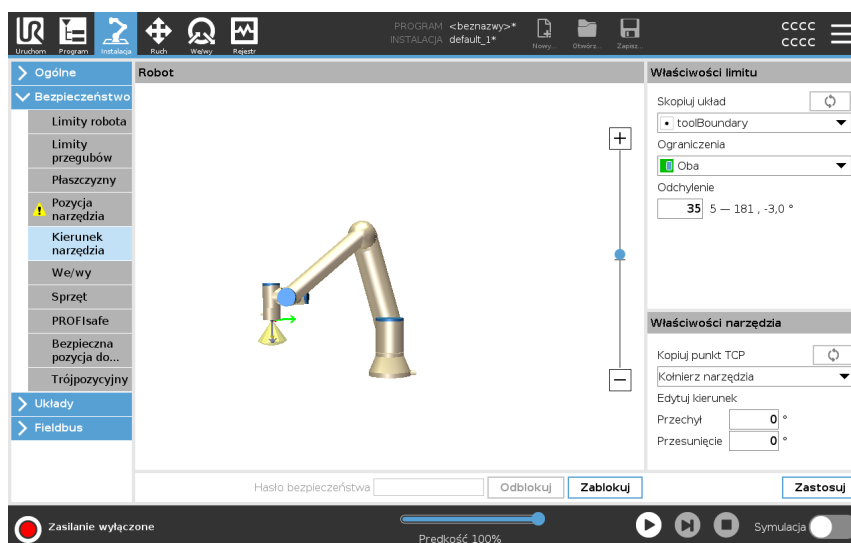 PROGRAM <beznazwy>*
INSTALACJA default_1*
cccc
cccc
Uruchom Program Instalacja Ruch We/wy Rejestr Nowy... Otwórz... Zapisz...
Ogólne
Bezpieczeństwo
Limity robota
Limity przegubów
Płaszczyzny
Pozycja narzędzia
Kierunek narzędzia
We/wy
Sprzęt
PROFIsafe
Bezpieczna pozycja do...
Trójpozycyjny
Układy
Fieldbus
Robot
Właściwości limitu
Skopiuj układ
toolBoundary
Ograniczenia
Oba
Odchylenie
35 5 — 181 , -3,0 °
Właściwości narzędzia
Kopiuj punkt TCP
Kołnierz narzędzia
Edytuj kierunek
Przechył 0 °
Przesunięcie 0 °
Hasło bezpieczeństwa Odblokuj Zablokuj Zastosuj
Zasilanie wyłączone
Prędkość 100%
Symulacja